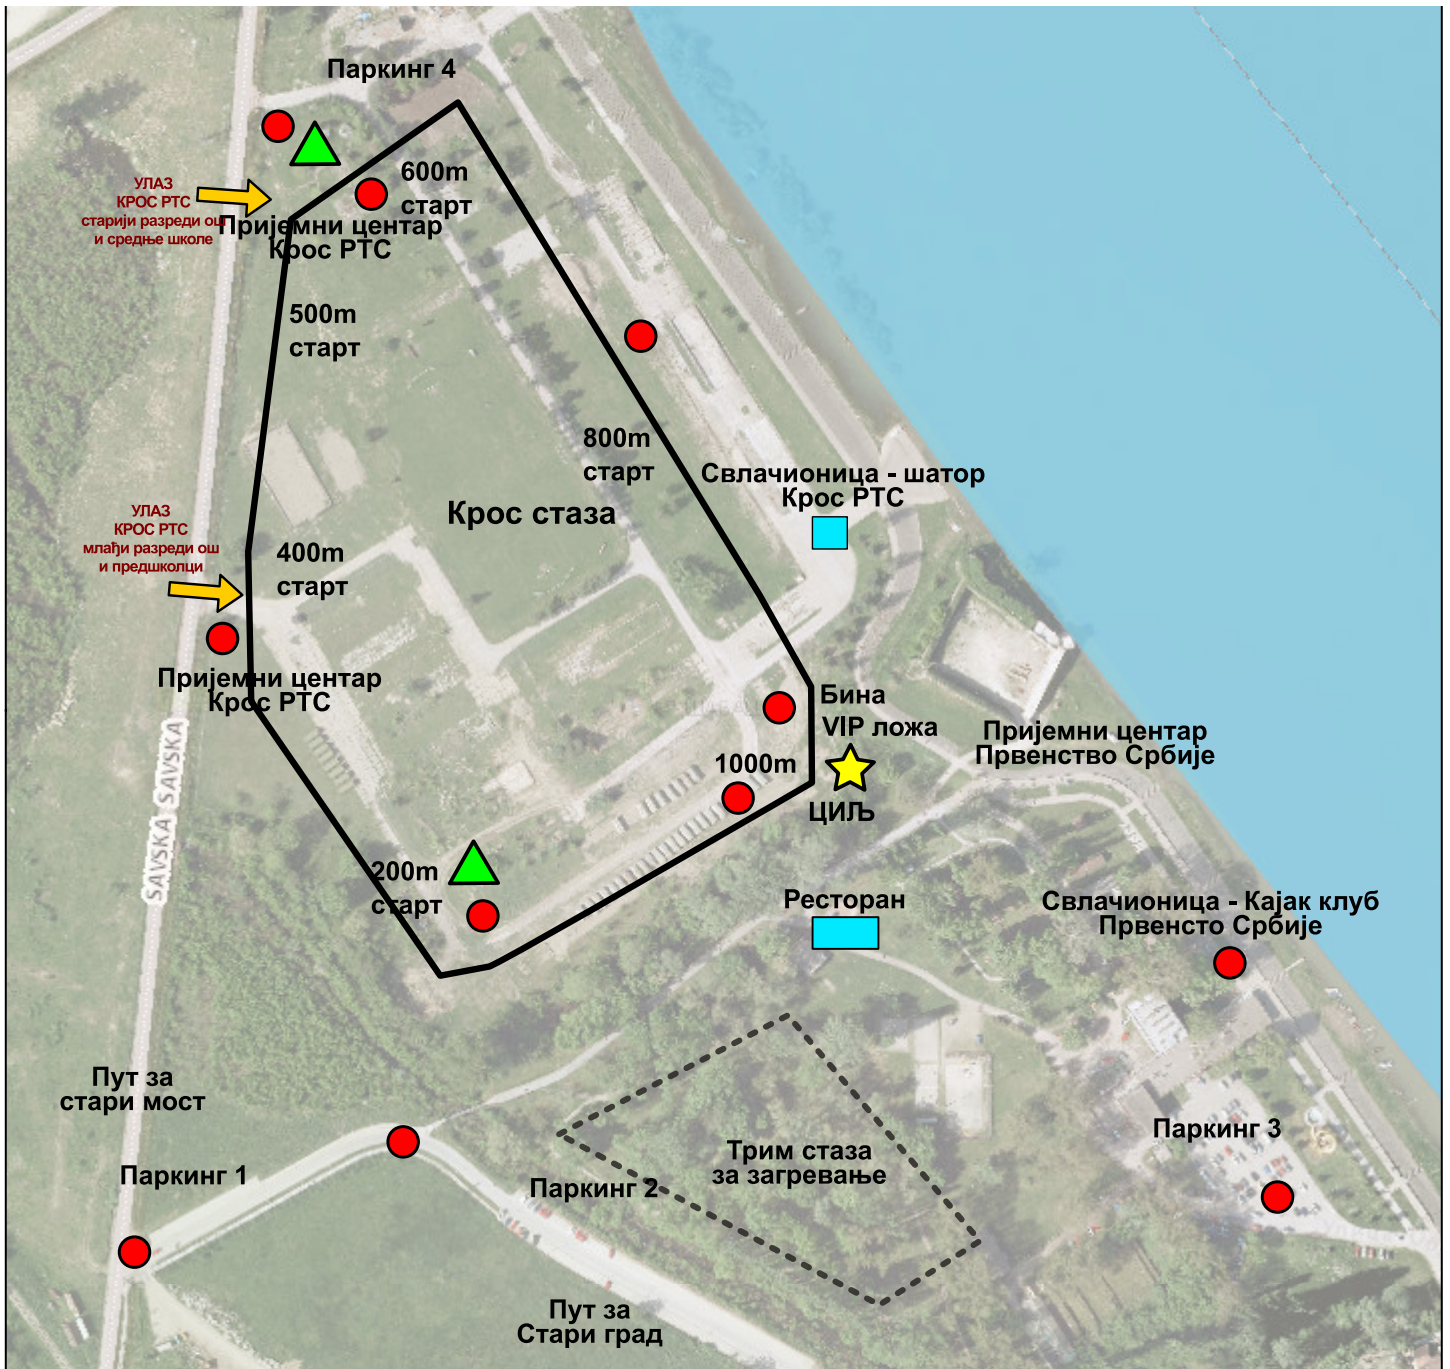 Паркинг 4
600m
старт
УЛАЗ
КРОС РТС
старији разреди ош
и средње школе
Пријемни центар
Крос РТС
500m
старт
800m
старт
Свлачионица - шатор
Крос РТС
Крос стаза
УЛАЗ
КРОС РТС
млађи разреди ош
и предшколци
400m
старт
Пријемни центар
Крос РТС
Бина
VIP ложа
Пријемни центар
Првенство Србије
1000m
ЦИЉ
SAVSKA SAVSKA
200m
старт
Ресторан
Свлачионица - Кајак клуб
Првенсто Србије
Пут за
стари мост
Паркинг 1
Паркинг 2
Трим стаза
за загревање
Паркинг 3
Пут за
Стари град